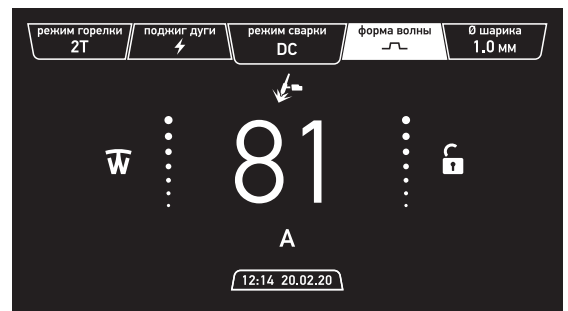 режим горелки
2T
поджиг дуги
режим сварки
DC
форма волны
Ø шарика
1.0 мм
81
A
12:14 20.02.20